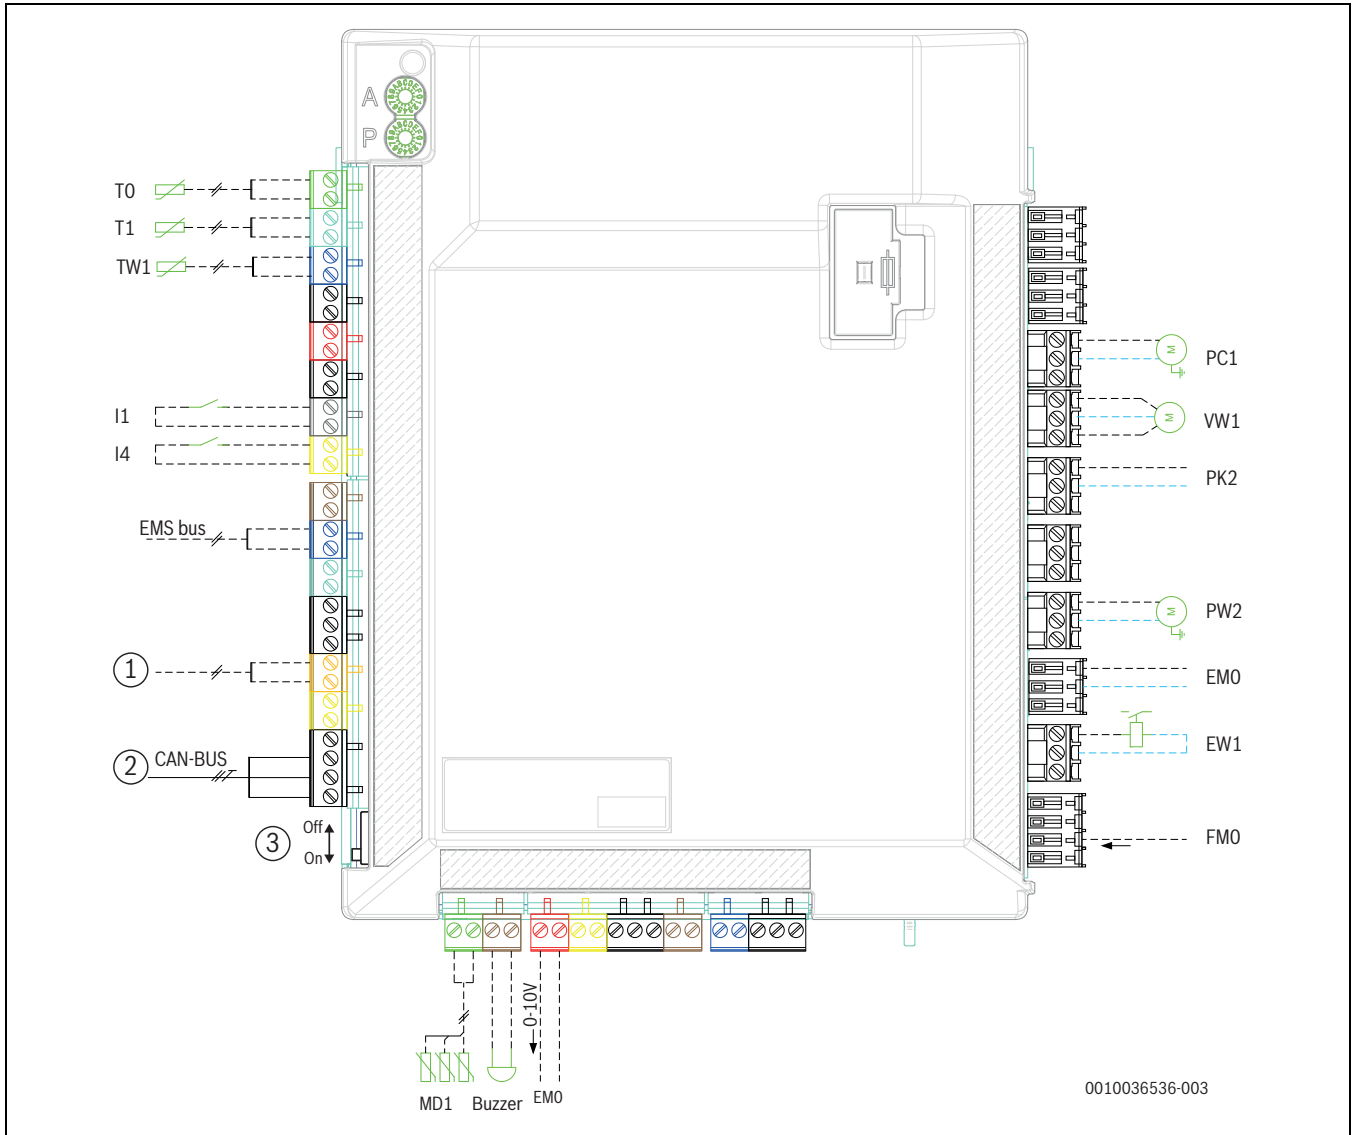 A
P
T0
T1
TW1
I1
I4
EMS bus
1
2 CAN-BUS
3 Off
On
M PC1
M VW1
PK2
M PW2
EM0
EW1
FM0
0-10V
MD1 Buzzer EM0
0010036536-003